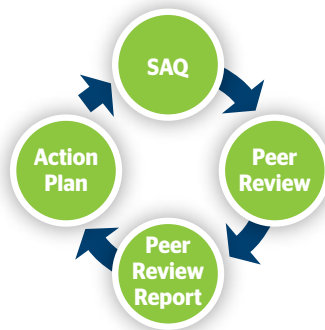 SAQ
Peer
Review
Peer
Review
Report
Action
Plan